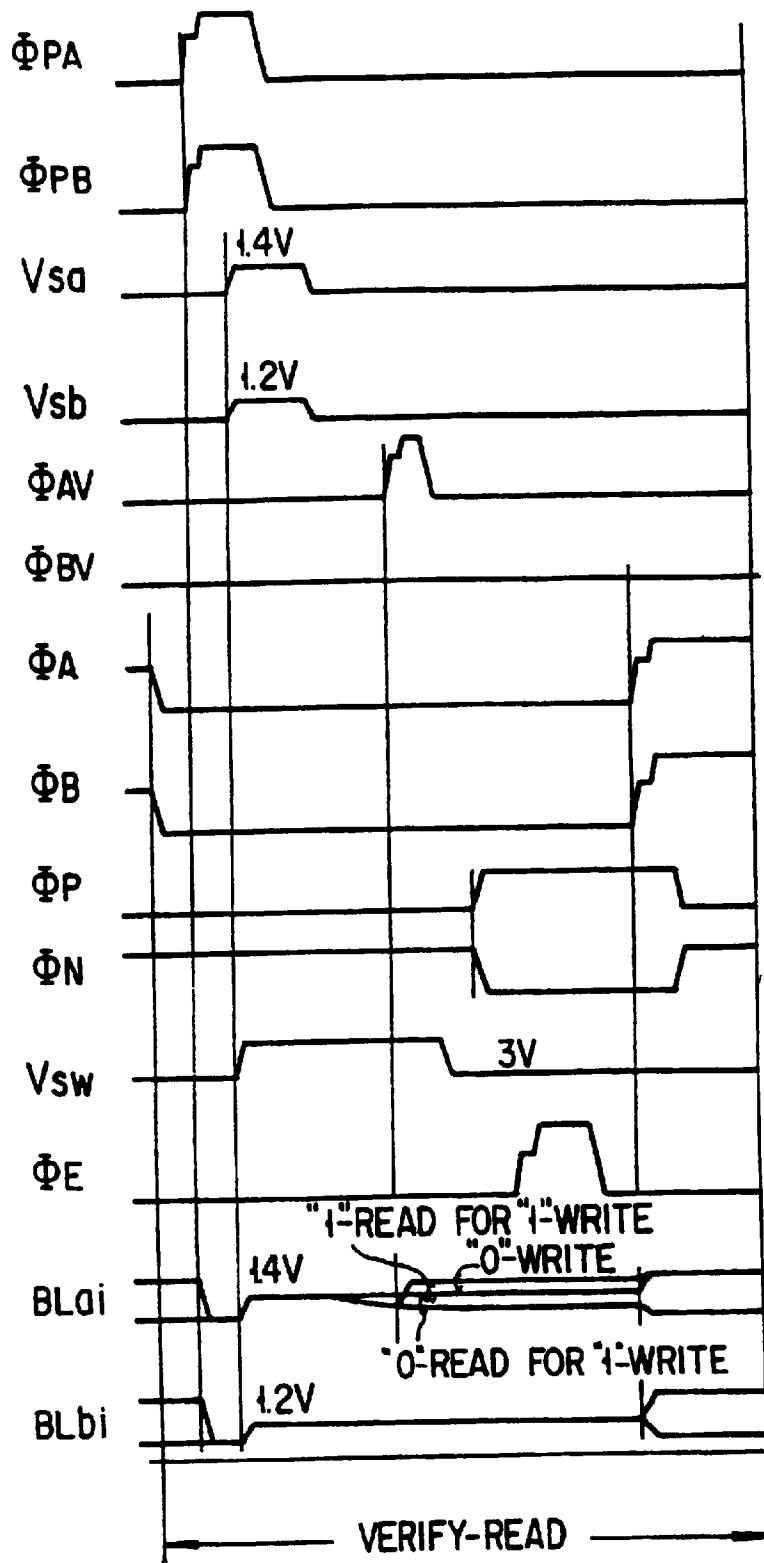 ΦPA
ΦPB
Vsa
1.4V
Vsb
1.2V
ΦAV
ΦBV
ΦA
ΦB
ΦP
ΦN
Vsw
3V
ΦE
"1"-READ FOR "1"-WRITE
"0"-WRITE
BLai
1.4V
"0"-READ FOR "1"-WRITE
BLbi
1.2V
VERIFY-READ